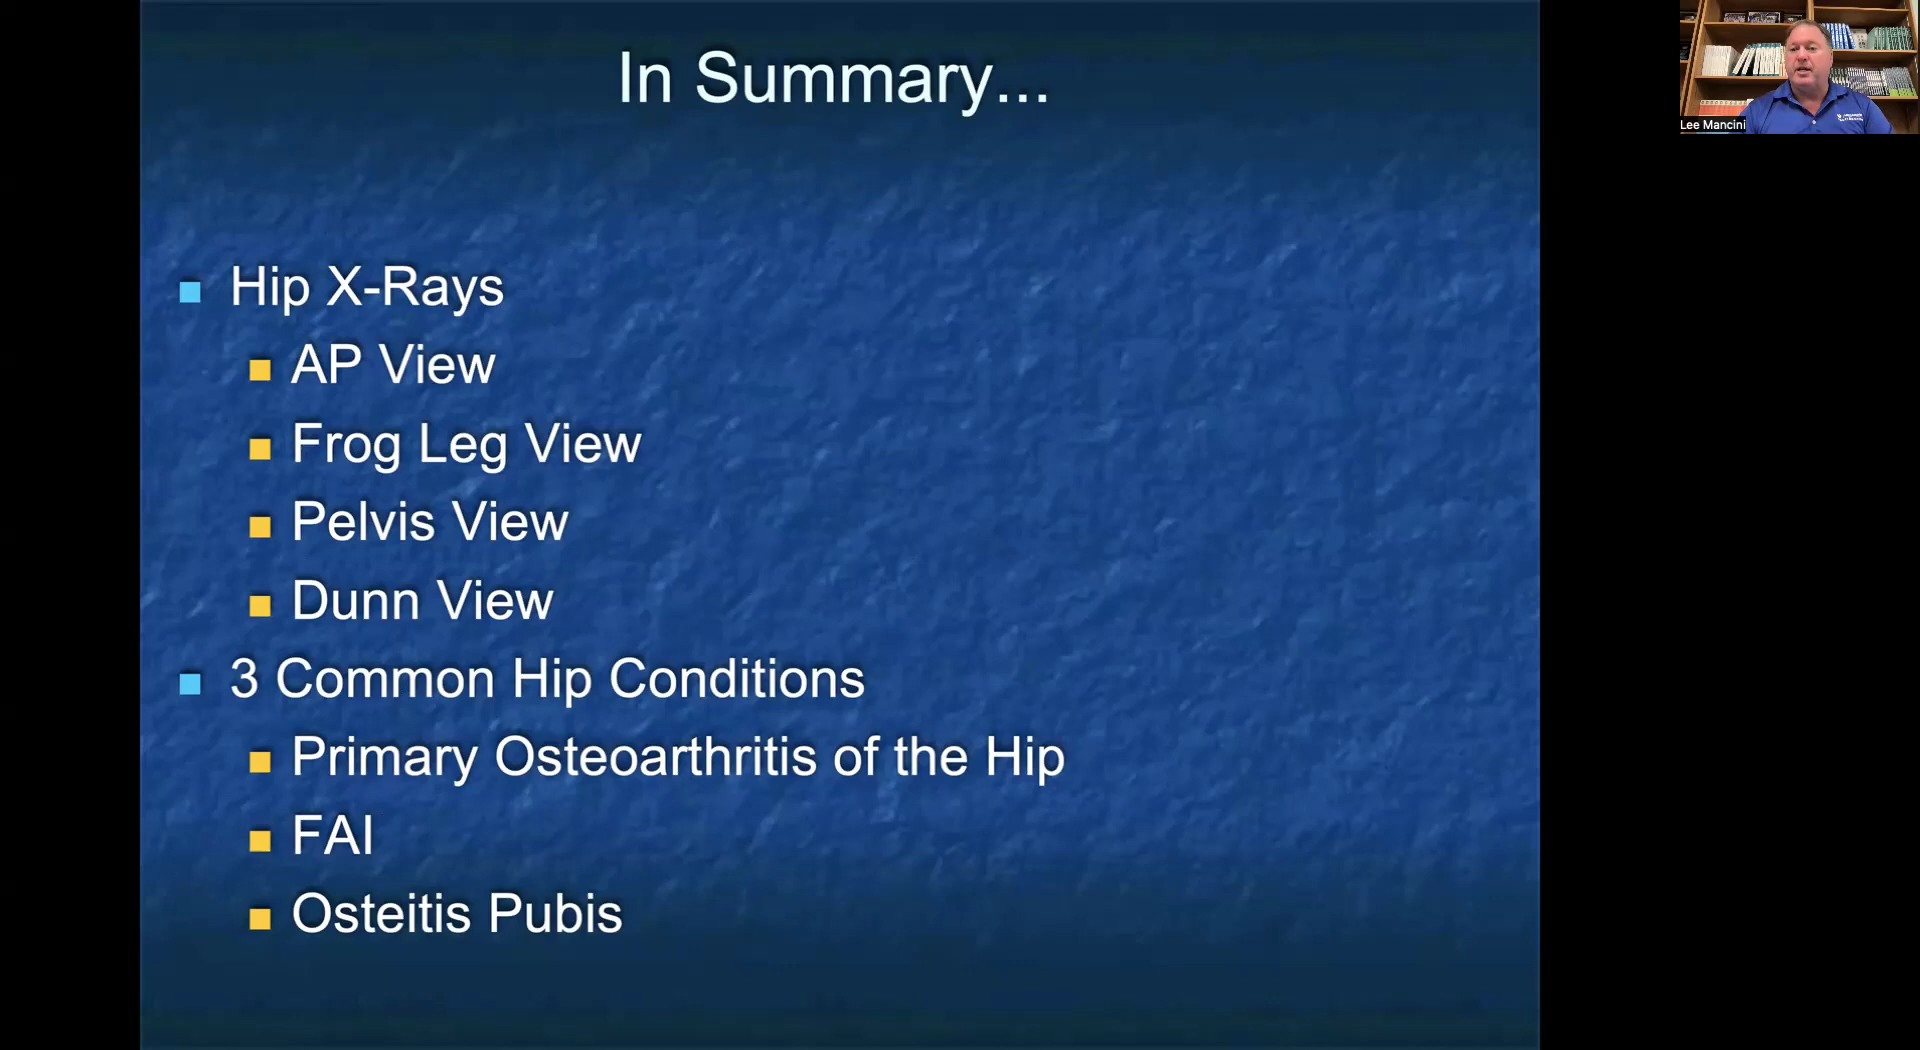 In Summary...
Hip X-Rays
AP View
Frog Leg View
Pelvis View
Dunn View
3 Common Hip Conditions
Primary Osteoarthritis of the Hip
FAI
Osteitis Pubis
Lee Mancini